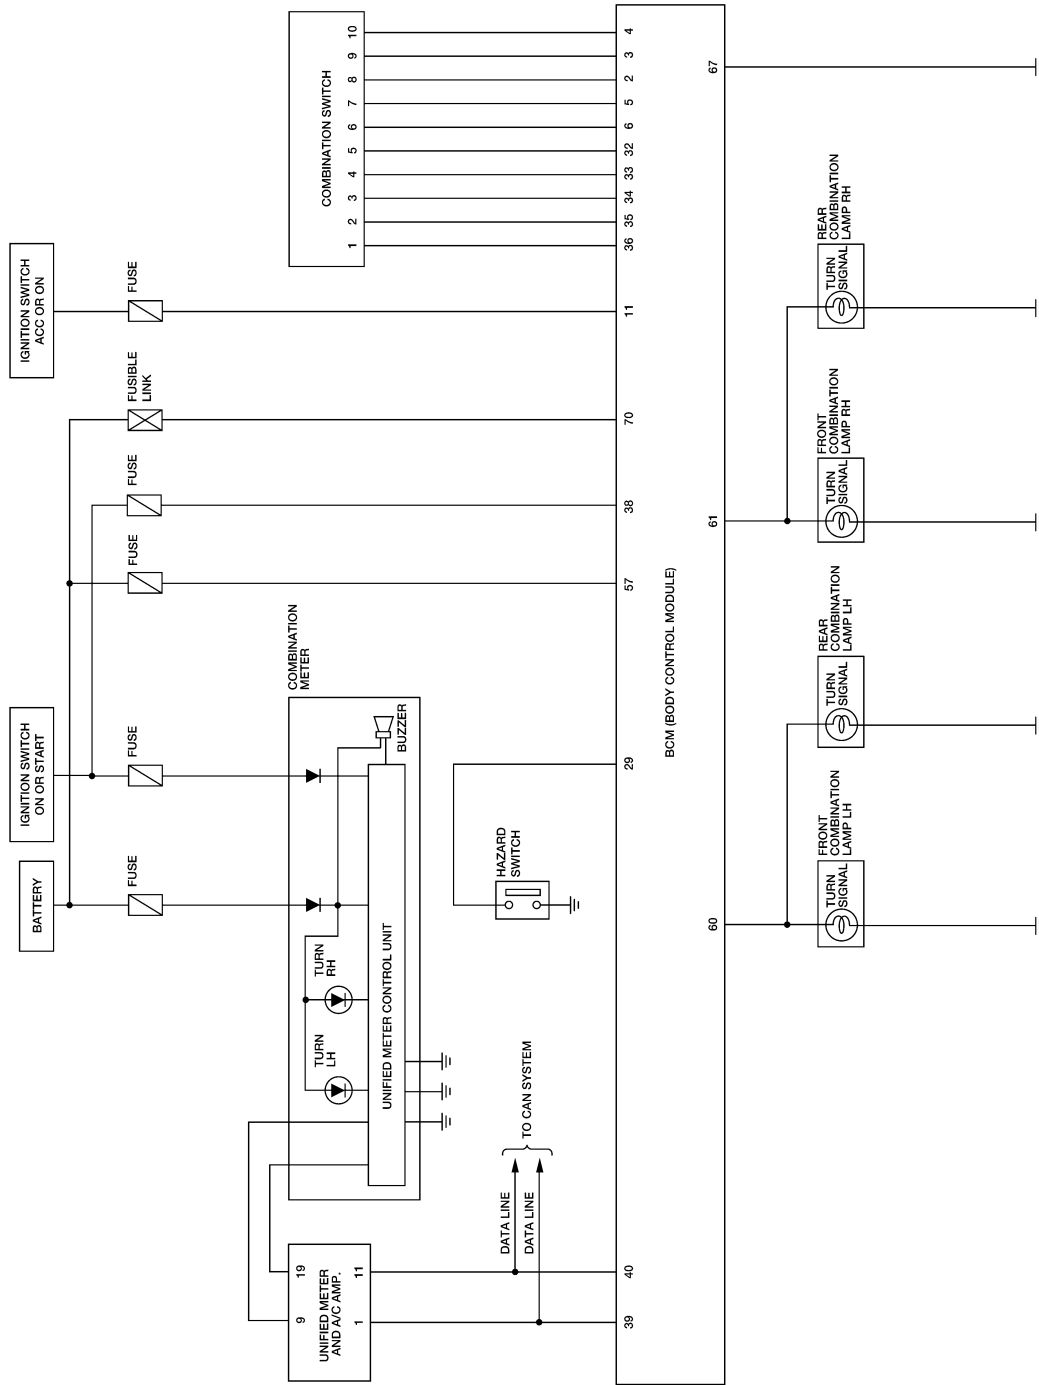 BATTERY
IGNITION SWITCH
ON OR START
IGNITION SWITCH
ACC OR ON
FUSE
FUSE
FUSE
FUSE
FUSIBLE
LINK
FUSE
COMBINATION
METER
TURN
LH
TURN
RH
BUZZER
UNIFIED METER CONTROL UNIT
9
19
UNIFIED METER
AND A/C AMP.
1
11
COMBINATION SWITCH
1
2
3
4
5
6
7
8
9
10
DATA LINE
DATA LINE
TO CAN SYSTEM
HAZARD
SWITCH
39
40
29
57
38
70
11
36
35
34
33
32
6
5
2
3
4
BCM (BODY CONTROL MODULE)
60
61
67
FRONT
COMBINATION
LAMP LH
TURN
SIGNAL
REAR
COMBINATION
LAMP LH
TURN
SIGNAL
FRONT
COMBINATION
LAMP RH
TURN
SIGNAL
REAR
COMBINATION
LAMP RH
TURN
SIGNAL